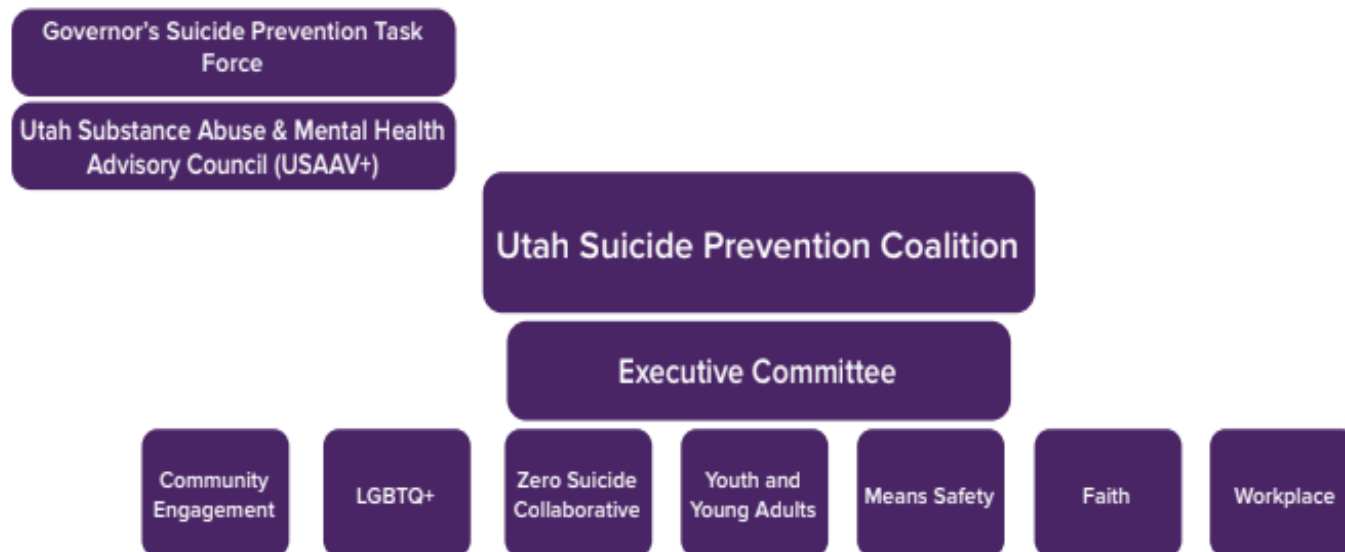 Governor's Suicide Prevention Task
Force
Utah Substance Abuse & Mental Health
Advisory Council (USAAV+)
Utah Suicide Prevention Coalition
Executive Committee
Community
Engagement
LGBTQ+
Zero Suicide
Collaborative
Youth and
Young Adults
Means Safety
Faith
Workplace